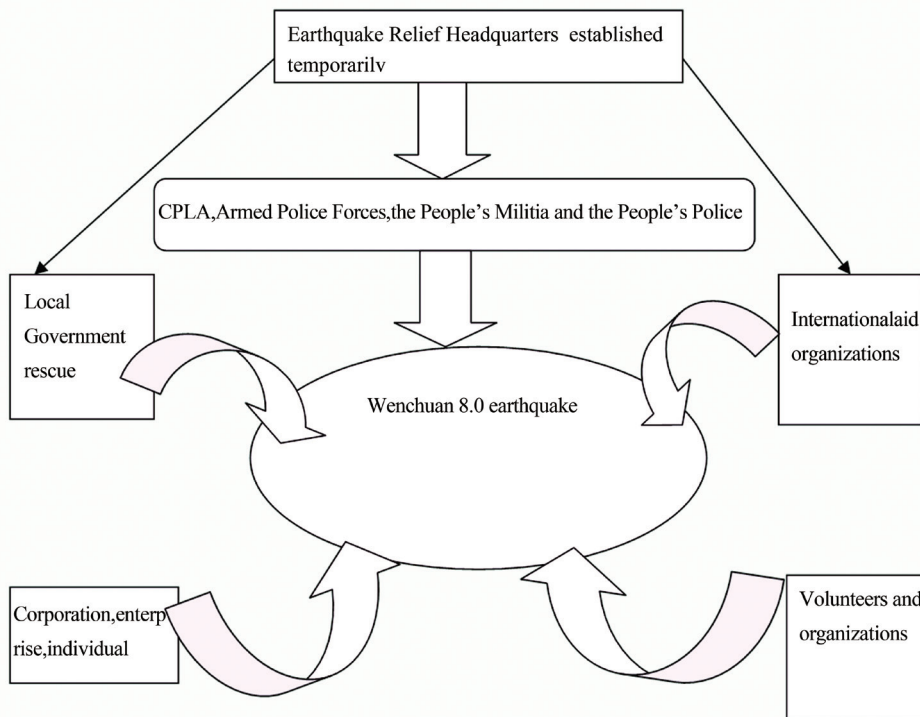 Earthquake Relief Headquarters established
temporarily
CPLA,Armed Police Forces,the People's Militia and the People's Police
Local
Government
rescue
Internationalaid
organizations
Wenchuan 8.0 earthquake
Corporation,enterp
rise,individual
Volunteers and
organizations